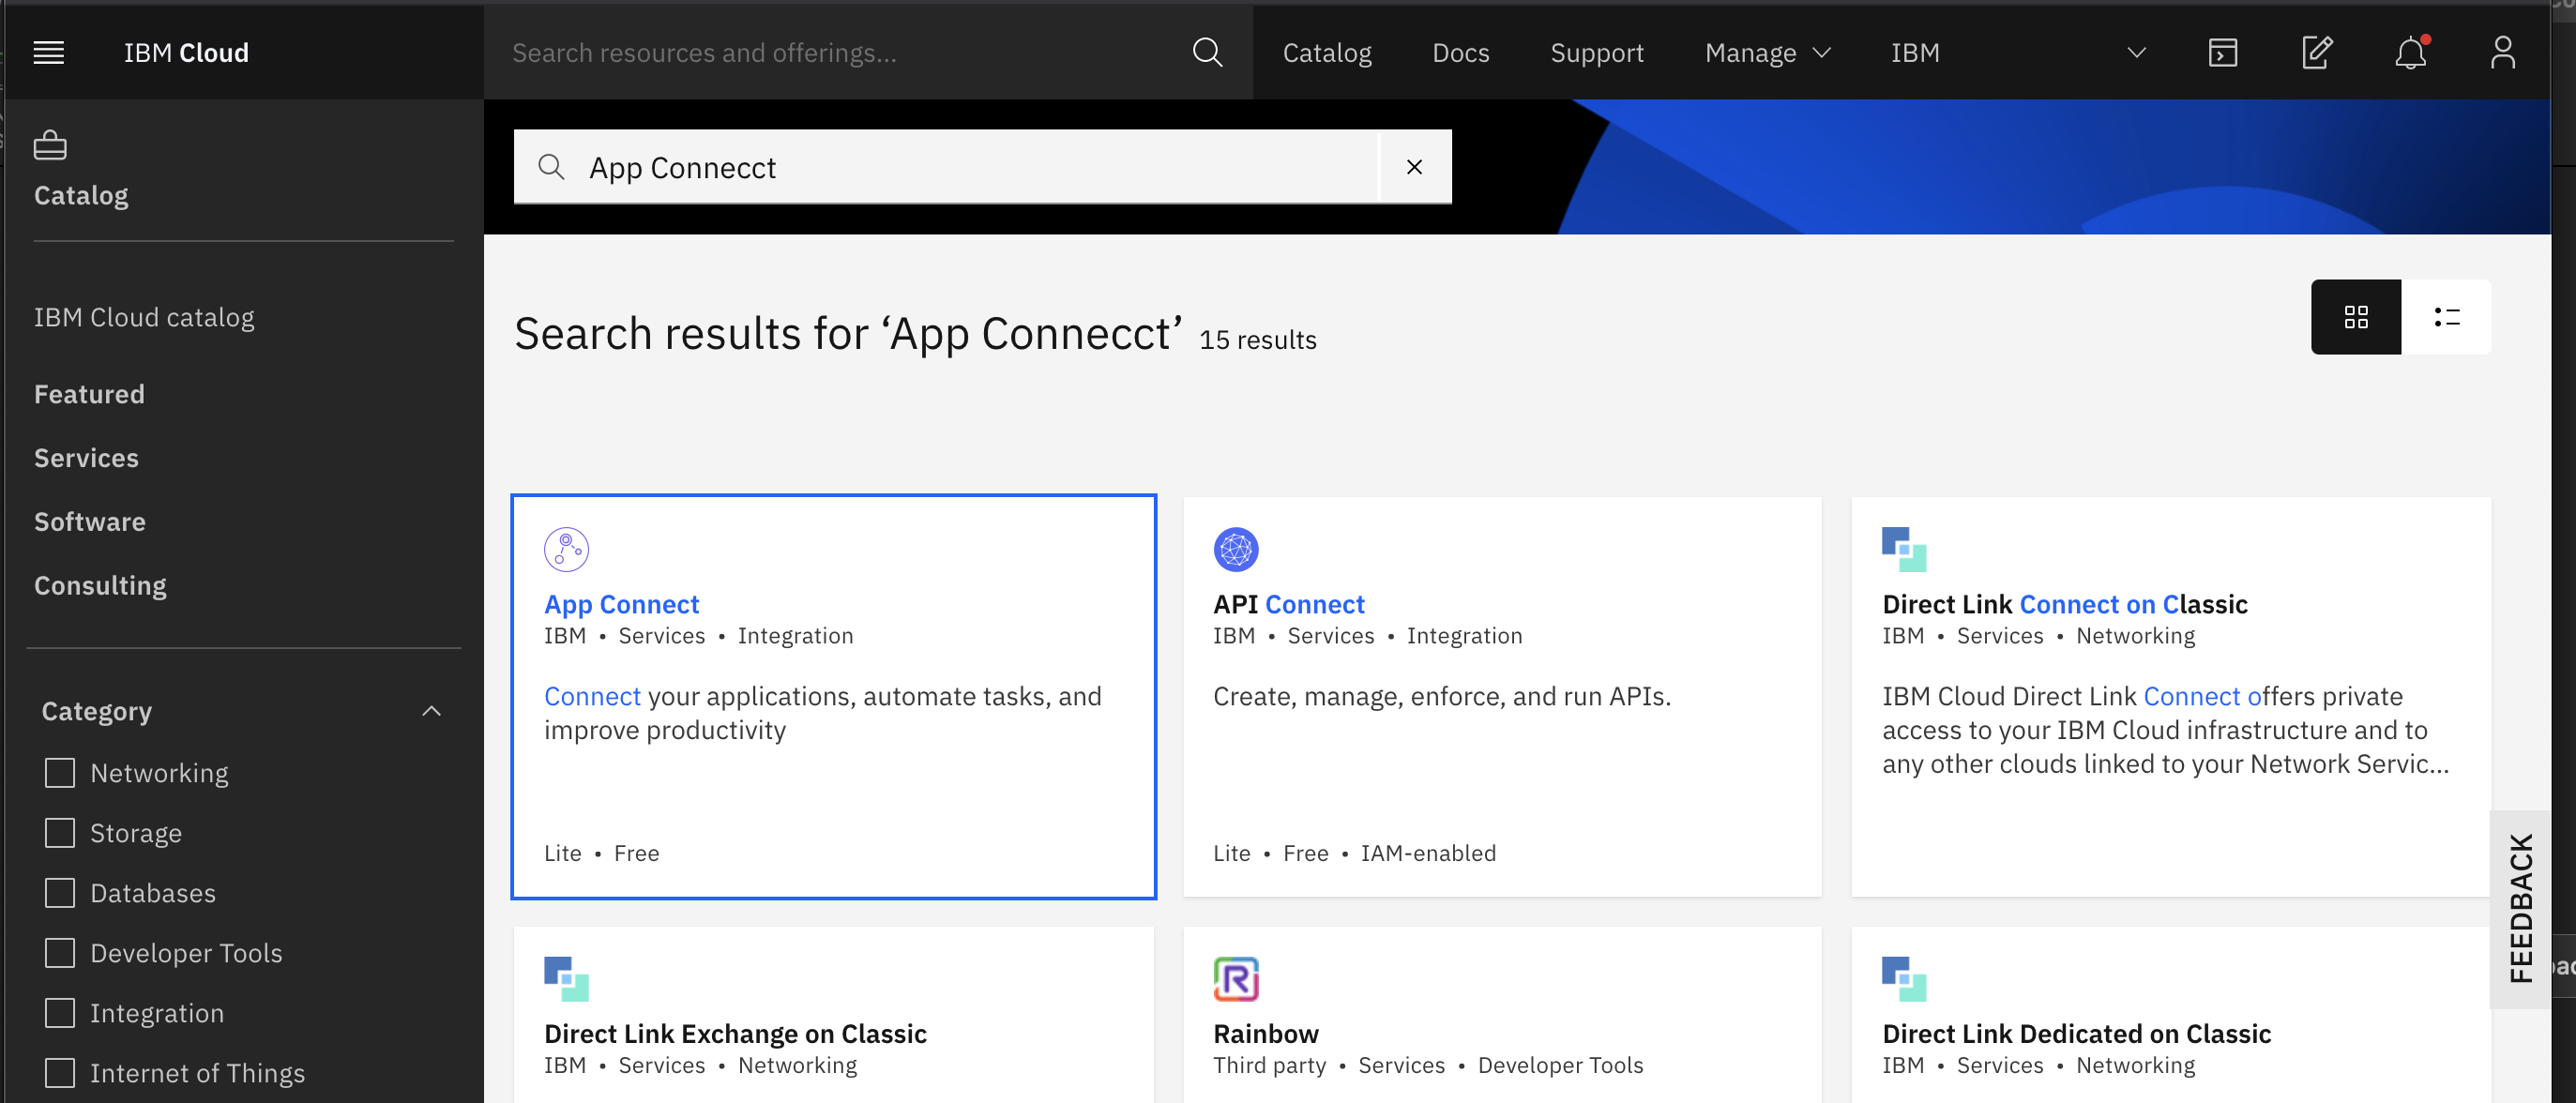 IBM Cloud
Search resources and offerings...
Catalog
Docs
Support
Manage
IBM
Catalog
IBM Cloud catalog
Featured
Services
Software
Consulting
Category
Networking
Storage
Databases
Developer Tools
Integration
Internet of Things
App Connecct
Search results for ‘App Connecct’ 15 results
App Connect
IBM • Services • Integration
Connect your applications, automate tasks, and
improve productivity
Lite • Free
API Connect
IBM • Services • Integration
Create, manage, enforce, and run APIs.
Lite • Free • IAM-enabled
Direct Link Connect on Classic
IBM • Services • Networking
IBM Cloud Direct Link Connect offers private
access to your IBM Cloud infrastructure and to
any other clouds linked to your Network Servic...
Direct Link Exchange on Classic
IBM • Services • Networking
Rainbow
Third party • Services • Developer Tools
Direct Link Dedicated on Classic
IBM • Services • Networking
FEEDBACK